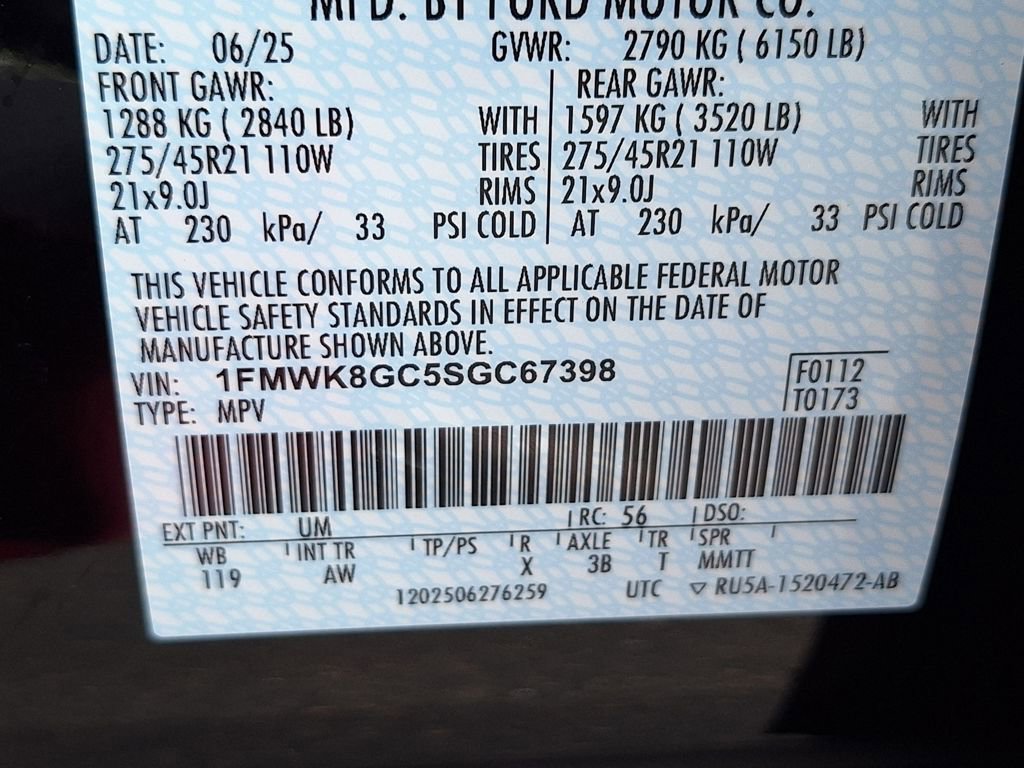 MFD. BY FORD MOTOR CO.
DATE: 06/25 GVWR: 2790 KG ( 6150 LB)
FRONT GAWR: REAR GAWR:
1288 KG ( 2840 LB) WITH 1597 KG ( 3520 LB) WITH
275/45R21 110W TIRES 275/45R21 110W TIRES
21x9.0J RIMS 21x9.0J RIMS
AT 230 kPa/ 33 PSI COLD AT 230 kPa/ 33 PSI COLD
THIS VEHICLE CONFORMS TO ALL APPLICABLE FEDERAL MOTOR
VEHICLE SAFETY STANDARDS IN EFFECT ON THE DATE OF
MANUFACTURE SHOWN ABOVE.
VIN: 1FMWK8GC5SGC67398 F0112
TYPE: MPV T0173
EXT PNT: UM RC: 56 DSO:
WB INT TR TP/PS R AXLE TR SPR
119 AW X 3B T MMTT
1202506276259 UTC ▽ RU5A-1520472-AB